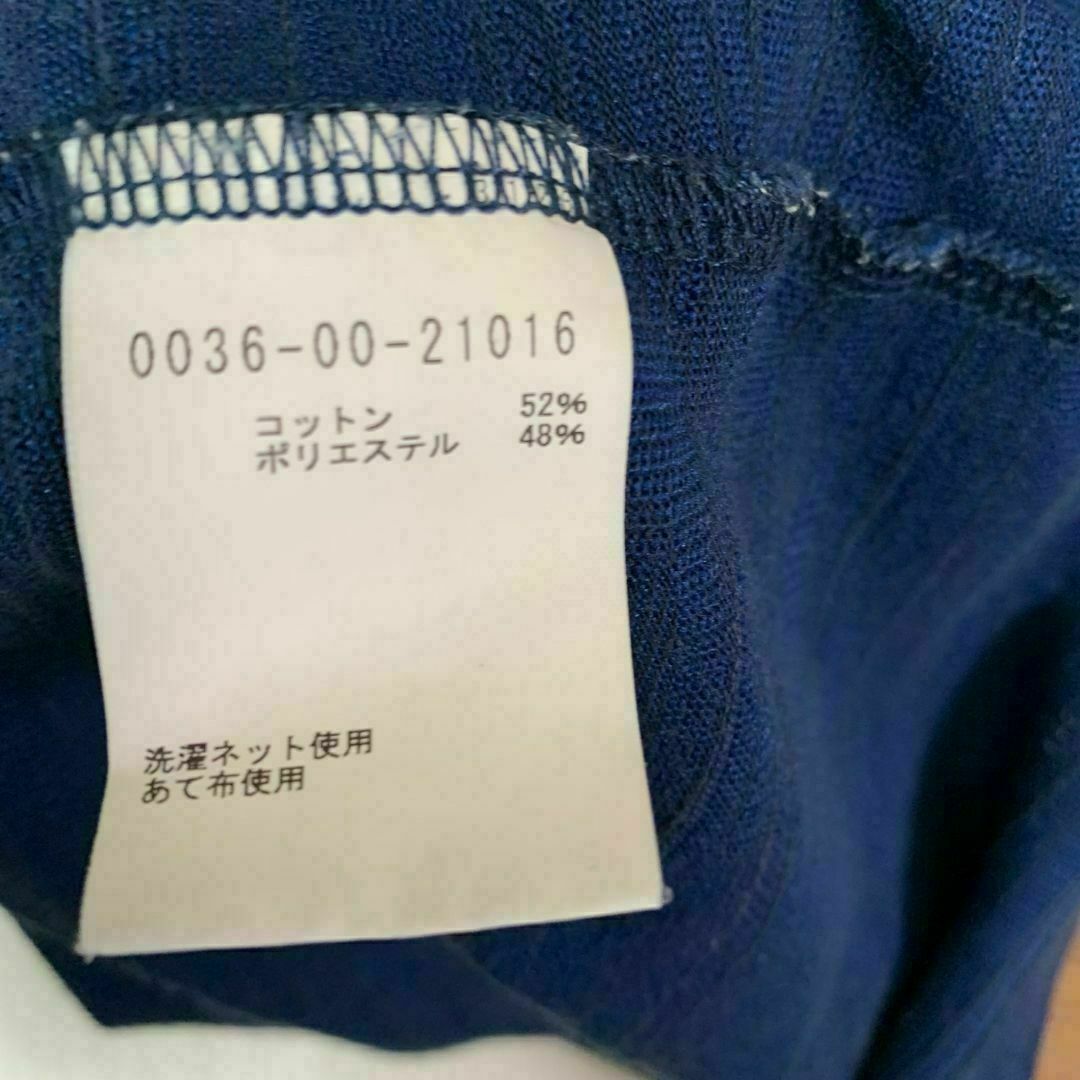 0036-00-21016
コットン 52%
ポリエステル 48%
洗濯ネット使用
あて布使用